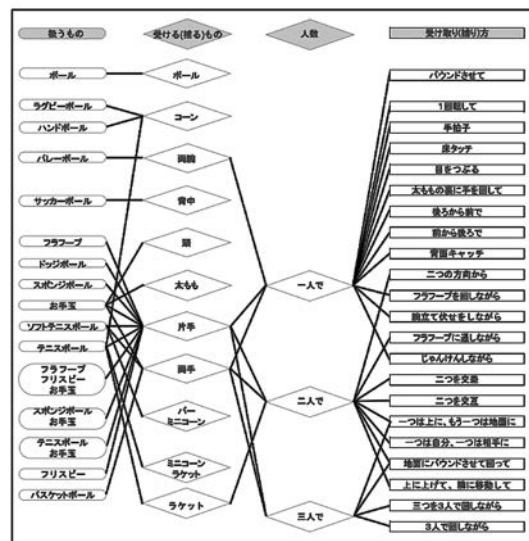 扱うもの
受ける(捕る)もの
人数
受け取り(捕り)方
ボール
ラグビーボール
ハンドボール
バレーボール
サッカーボール
フラフープ
ドッジボール
スポンジボール
お手玉
ソフトテニスボール
テニスボール
フラフープ
フリスビー
お手玉
スポンジボール
お手玉
テニスボール
お手玉
フリスビー
バスケットボール
ボール
コーン
両腕
背中
頭
太もも
片手
両手
バー
ミニコーン
ミニコーン
ラケット
ラケット
一人で
二人で
三人で
バウンドさせて
1回転して
手拍子
床タッチ
目をつぶる
太ももの裏に手を回して
後ろから前で
前から後ろで
背面キャッチ
二つの方向から
フラフープを回しながら
腕立て伏せをしながら
フラフープに通しながら
じゃんけんしながら
二つを交差
二つを交互
一つは上に、もう一つは地面に
一つは自分、一つは相手に
地面にバウンドさせて回って
上に上げて、隣に移動して
三つを3人で回しながら
3人で回しながら